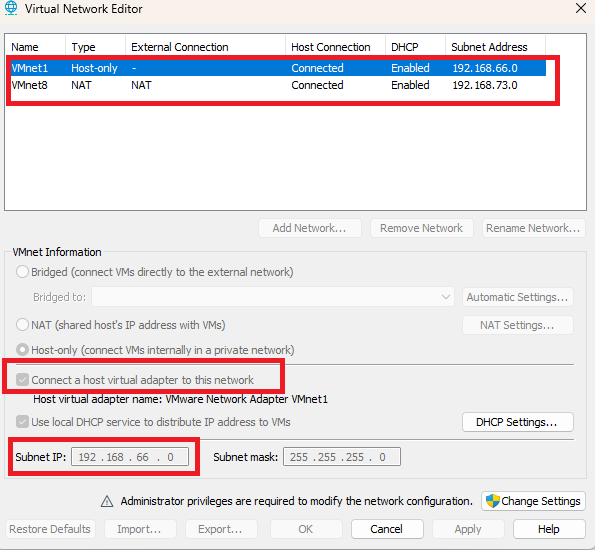 Virtual Network Editor
Name Type External Connection Host Connection DHCP Subnet Address
VMnet1 Host-only - Connected Enabled 192.168.66.0
VMnet8 NAT NAT Connected Enabled 192.168.73.0
Add Network... Remove Network Rename Network...
VMnet Information
Bridged (connect VMs directly to the external network)
Bridged to: Automatic Settings...
NAT (shared host's IP address with VMs) NAT Settings...
Host-only (connect VMs internally in a private network)
Connect a host virtual adapter to this network
Host virtual adapter name: VMware Network Adapter VMnet1
Use local DHCP service to distribute IP address to VMs DHCP Settings...
Subnet IP: 192 . 168 . 66 . 0 Subnet mask: 255 . 255 . 255 . 0
Administrator privileges are required to modify the network configuration. Change Settings
Restore Defaults Import... Export... OK Cancel Apply Help